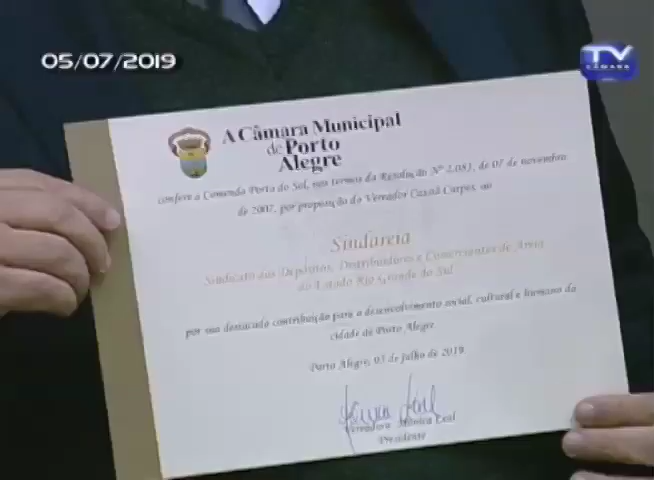 05/07/2019
TV
CÂMARA
A Câmara Municipal
de Porto
Alegre
confere a Comenda Porto do Sol, nos termos da Resolução Nº 2.083, de 07 de novembro
de 2007, por proposição do Vereador Cassiá Carpes, ao
Sindareia
Sindicato dos Depósitos, Distribuidores e Comerciantes de Areia
do Estado Rio Grande do Sul
por sua destacada contribuição para o desenvolvimento social, cultural e humano da
cidade de Porto Alegre
Porto Alegre, 05 de julho de 2019
Vereadora Mônica Leal
Presidente